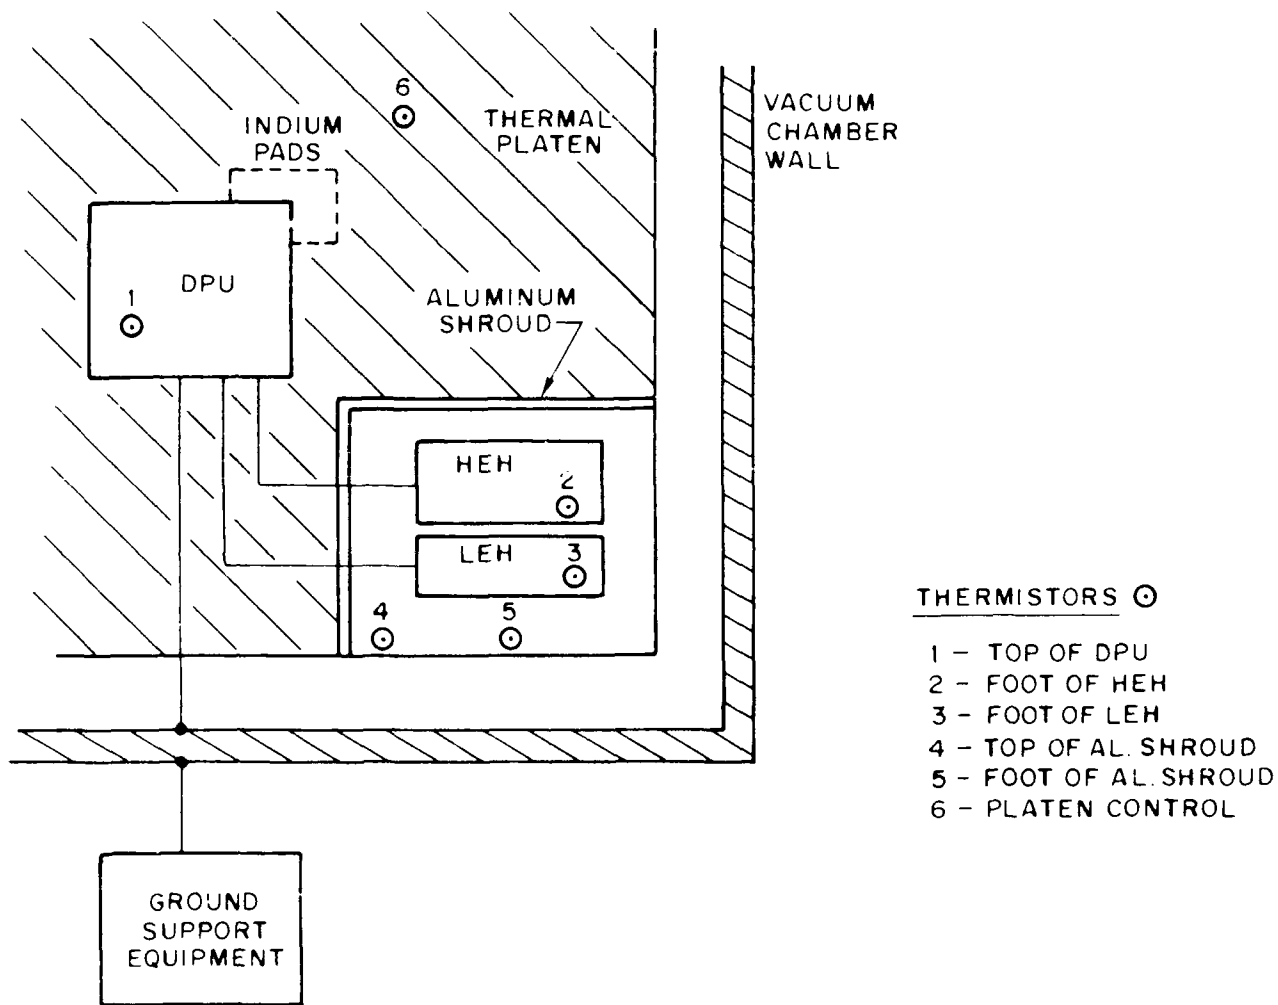 6
THERMAL
PLATEN
VACUUM
CHAMBER
WALL
INDIUM
PADS
DPU
1
ALUMINUM
SHROUD
HEH
2
LEH
3
4
5
THERMISTORS ⊙
1 - TOP OF DPU
2 - FOOT OF HEH
3 - FOOT OF LEH
4 - TOP OF AL. SHROUD
5 - FOOT OF AL. SHROUD
6 - PLATEN CONTROL
GROUND
SUPPORT
EQUIPMENT